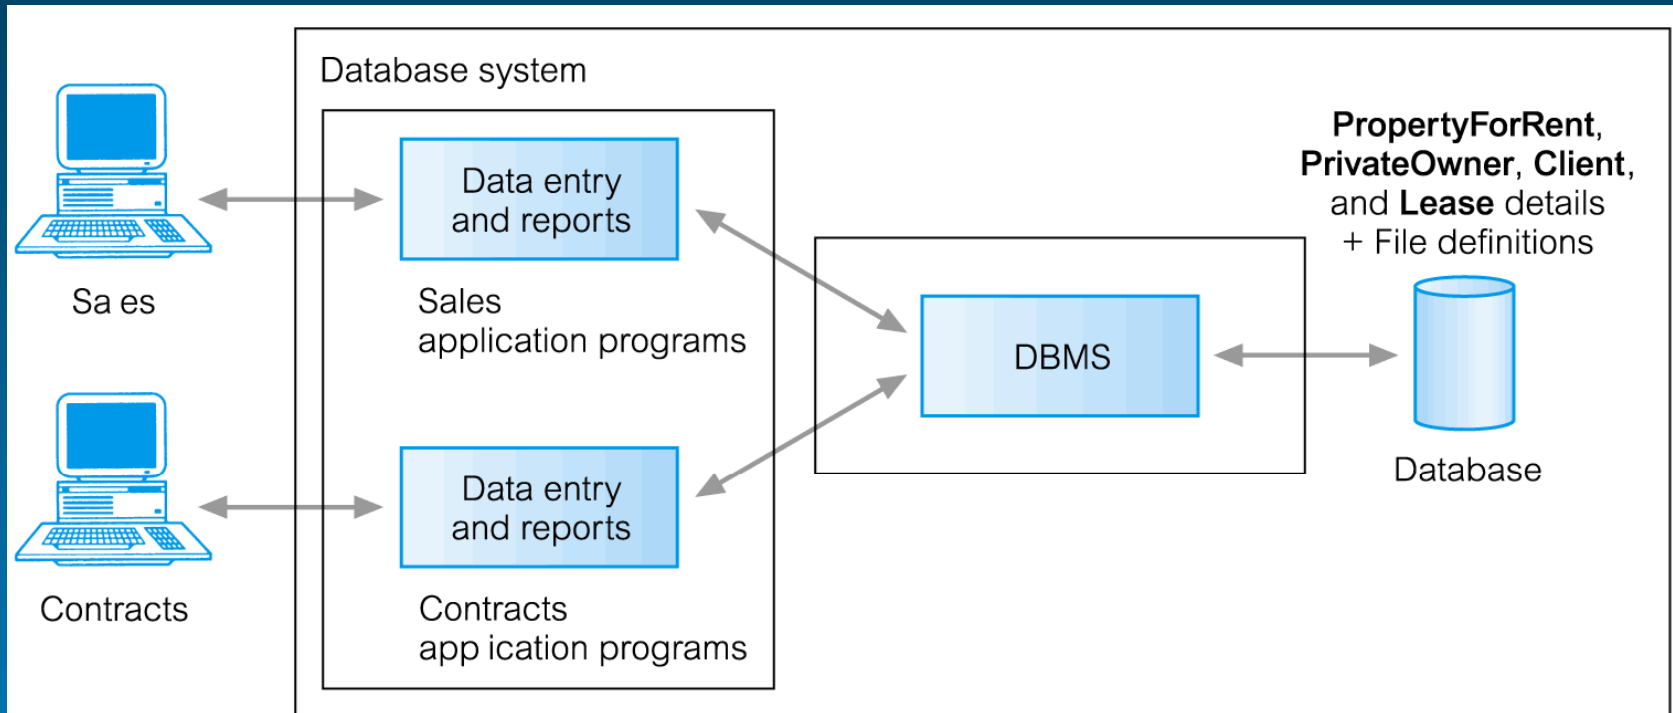 Database system
PropertyForRent,
PrivateOwner, Client,
and Lease details
+ File definitions
Data entry
and reports
Sa es
Sales
application programs
DBMS
Data entry
and reports
Database
Contracts
Contracts
app ication programs